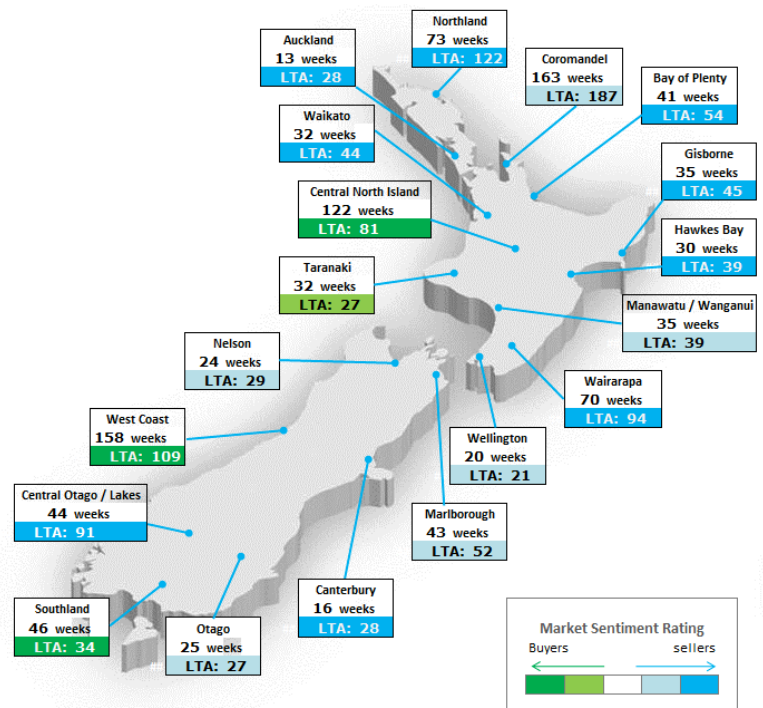 Northland
73 weeks
LTA: 122
Auckland
13 weeks
LTA: 28
Coromandel
163 weeks
LTA: 187
Bay of Plenty
41 weeks
LTA: 54
Waikato
32 weeks
LTA: 44
Gisborne
35 weeks
LTA: 45
Central North Island
122 weeks
LTA: 81
Hawkes Bay
30 weeks
LTA: 39
Taranaki
32 weeks
LTA: 27
Manawatu / Wanganui
35 weeks
LTA: 39
Nelson
24 weeks
LTA: 29
Wairarapa
70 weeks
LTA: 94
West Coast
158 weeks
LTA: 109
Wellington
20 weeks
LTA: 21
Central Otago / Lakes
44 weeks
LTA: 91
Marlborough
43 weeks
LTA: 52
Canterbury
16 weeks
LTA: 28
Southland
46 weeks
LTA: 34
Otago
25 weeks
LTA: 27
Market Sentiment Rating
Buyers sellers